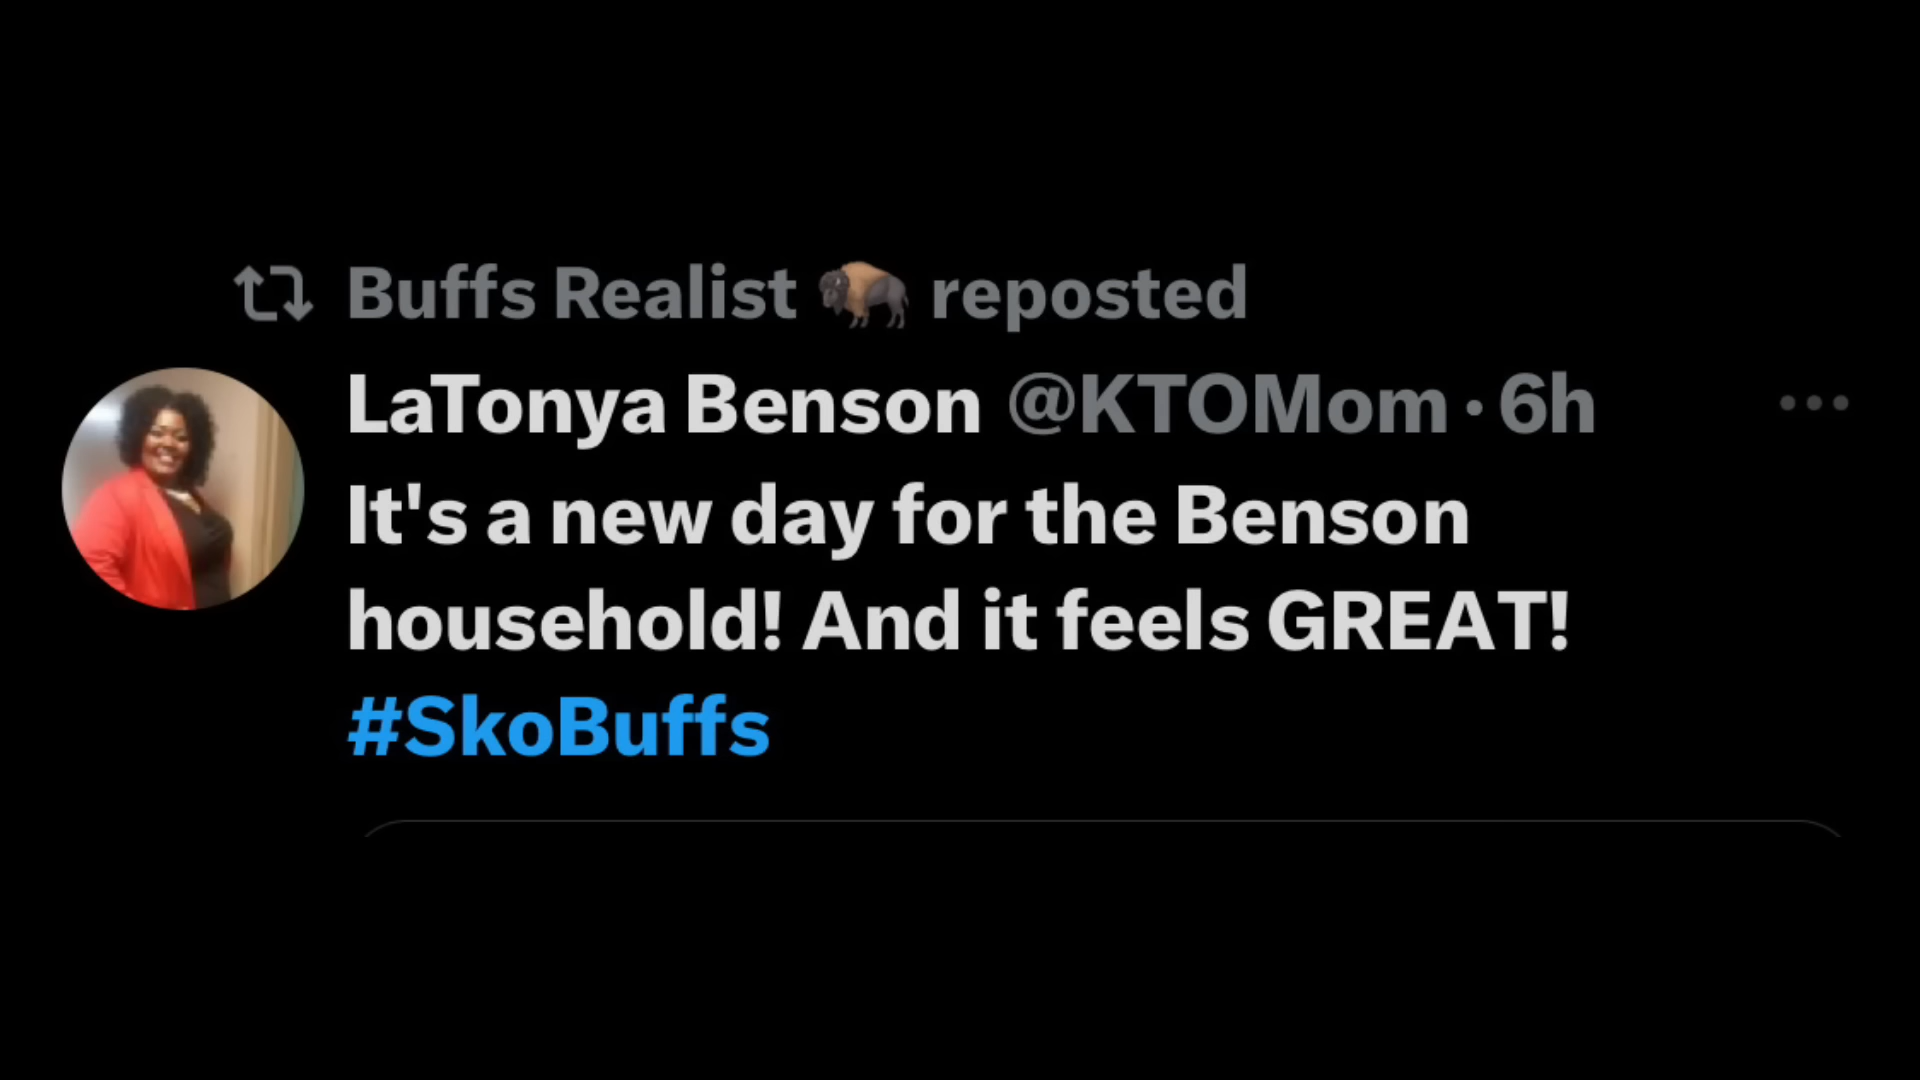 Buffs Realist 🦬 reposted
LaTonya Benson @KTOMom · 6h
It's a new day for the Benson
household! And it feels GREAT!
#SkoBuffs